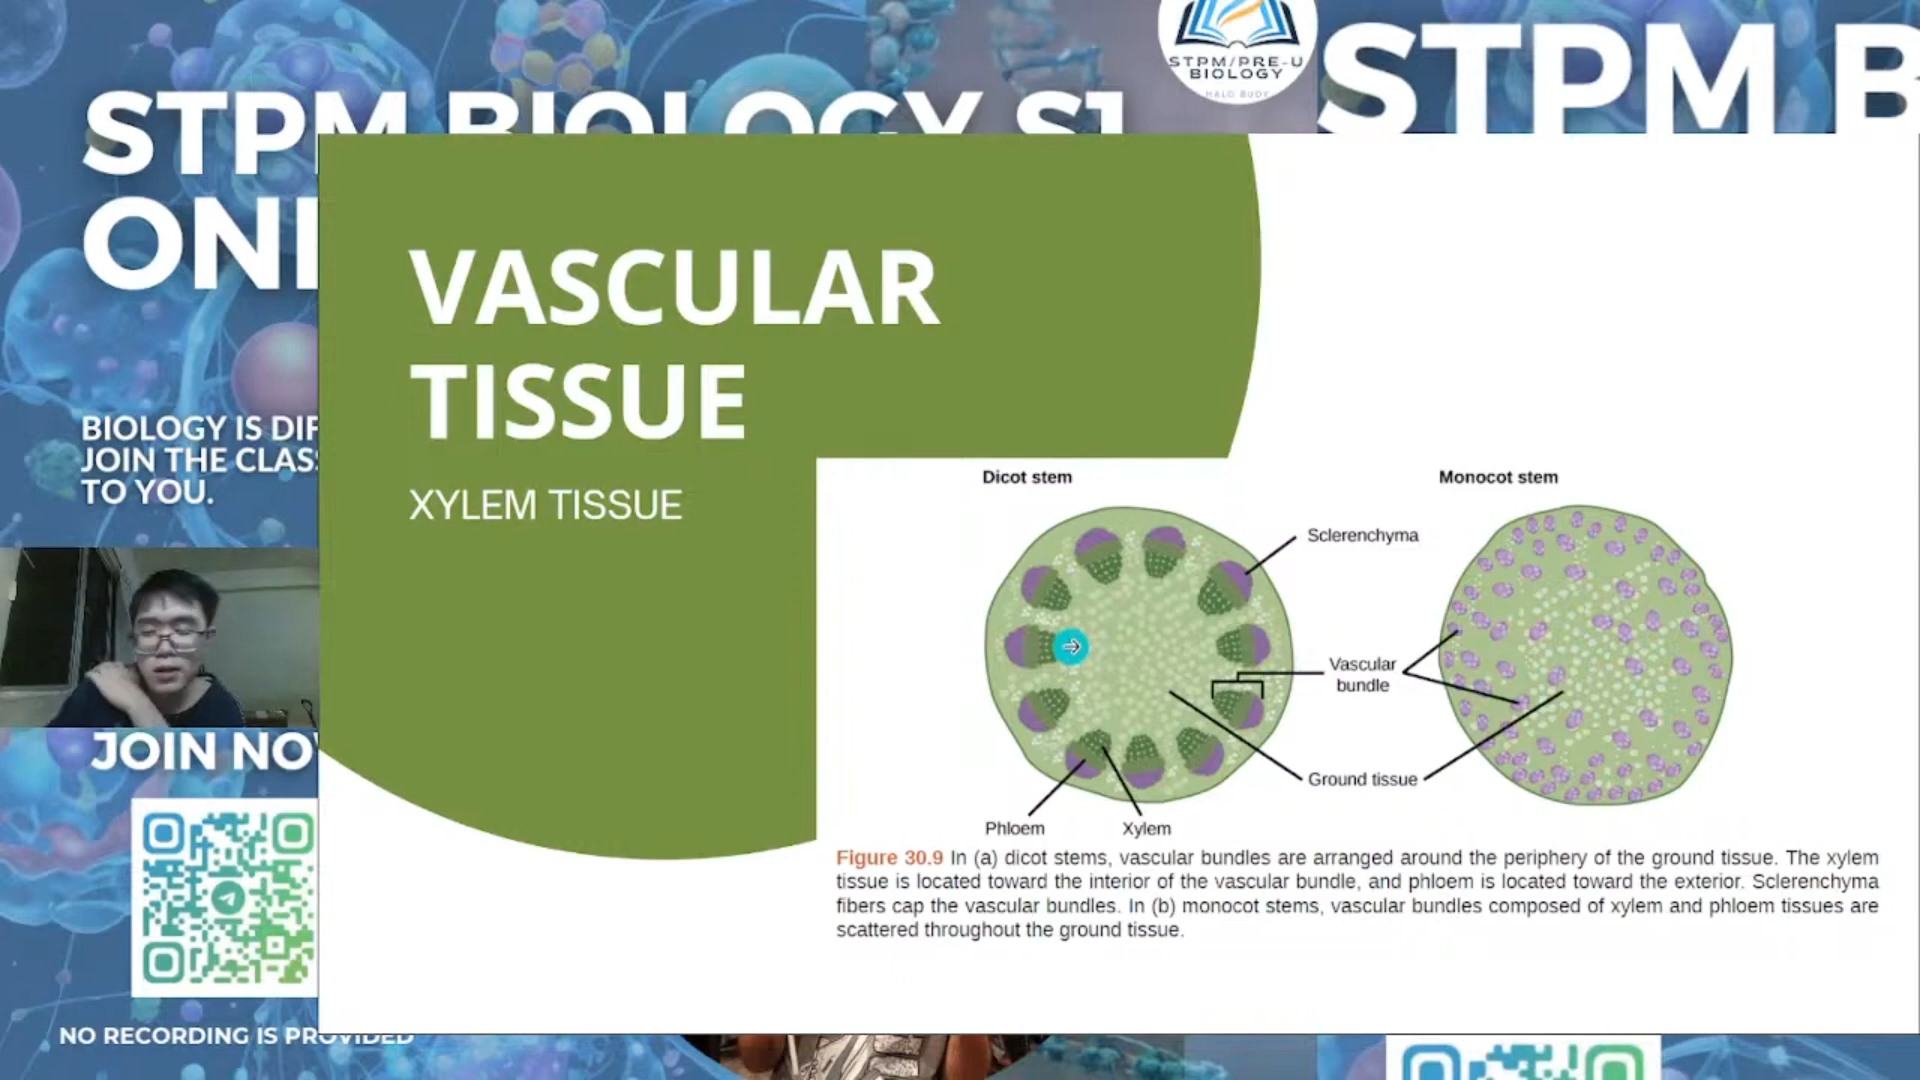 STPM/PRE-U
BIOLOGY
HALO BUDY
STPM B
STPM BIOLOGY S1
ONL
BIOLOGY IS DIF
JOIN THE CLAS
TO YOU.
JOIN NO
NO RECORDING IS PROVIDED
VASCULAR
TISSUE
XYLEM TISSUE
Dicot stem
Monocot stem
Sclerenchyma
Vascular
bundle
Ground tissue
Phloem
Xylem
Figure 30.9 In (a) dicot stems, vascular bundles are arranged around the periphery of the ground tissue. The xylem
tissue is located toward the interior of the vascular bundle, and phloem is located toward the exterior. Sclerenchyma
fibers cap the vascular bundles. In (b) monocot stems, vascular bundles composed of xylem and phloem tissues are
scattered throughout the ground tissue.